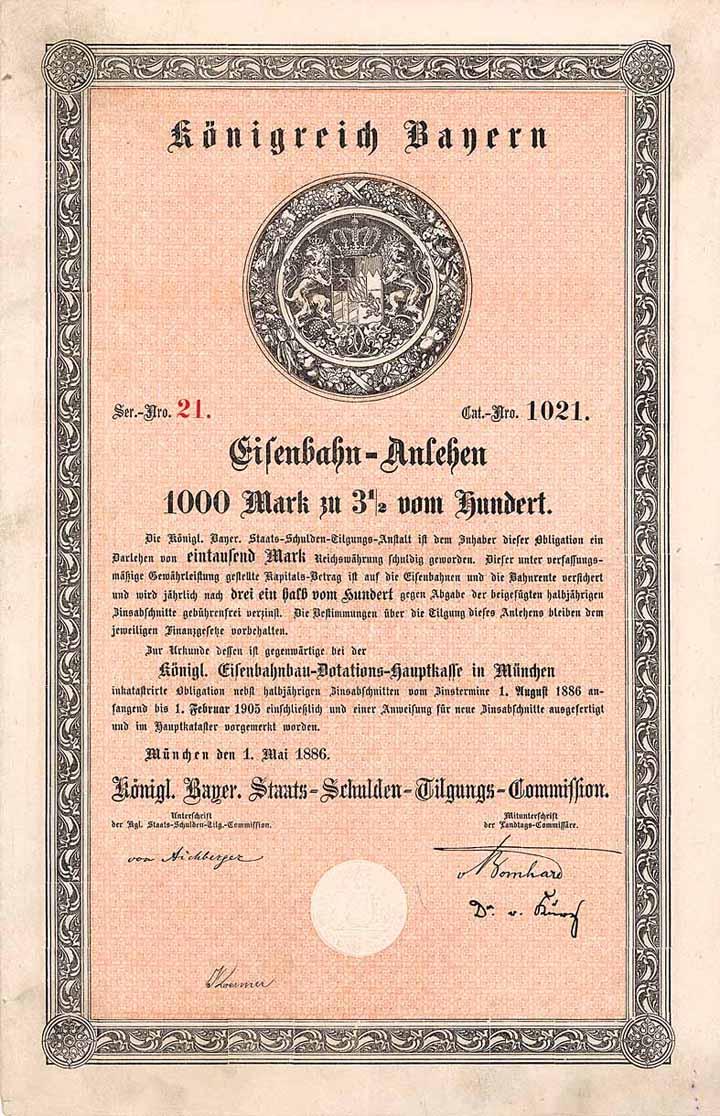 Königreich Bayern
Ser.-Nro. 21.
Cat.-Nro. 1021.
Eisenbahn-Anlehen
1000 Mark zu 3 1/2 vom Hundert.
Die Königl. Bayer. Staats-Schulden-Tilgungs-Anstalt ist dem Inhaber dieser Obligation ein
Darlehen von eintausend Mark Reichswährung schuldig geworden. Dieser unter verfassungs-
mäßige Gewährleistung gestellte Kapitals-Betrag ist auf die Eisenbahnen und die Bahnrente versichert
und wird jährlich nach drei ein halb vom Hundert gegen Abgabe der beigefügten halbjährigen
Zinsabschnitte gebührenfrei verzinst. Die Bestimmungen über die Tilgung dieses Anlehens bleiben dem
jeweiligen Finanzgesetze vorbehalten.
Zur Urkunde dessen ist gegenwärtige bei der
Königl. Eisenbahnbau-Dotations-Hauptkasse in München
inkatastrirte Obligation nebst halbjährigen Zinsabschnitten vom Zinstermine 1. August 1886 an-
fangend bis 1. Februar 1905 einschließlich und einer Anweisung für neue Zinsabschnitte ausgefertigt
und im Hauptkataster vorgemerkt worden.
München den 1. Mai 1886.
Königl. Bayer. Staats-Schulden-Tilgungs-Commission.
Unterschrift
der Kgl. Staats-Schulden-Tilg.-Commission.
Mitunterschrift
der Landtags-Commissäre.
von Aichberger
v Bomhard
Dr. v.